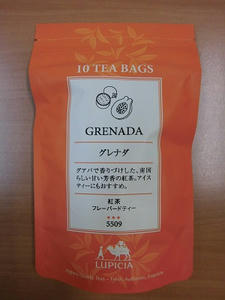 10 TEA BAGS
GRENADA
グレナダ
グアバで香りづけした、南国
らしい甘い芳香の紅茶。アイス
ティーにもおすすめ。
紅茶
フレーバードティー
5509
LUPICIA